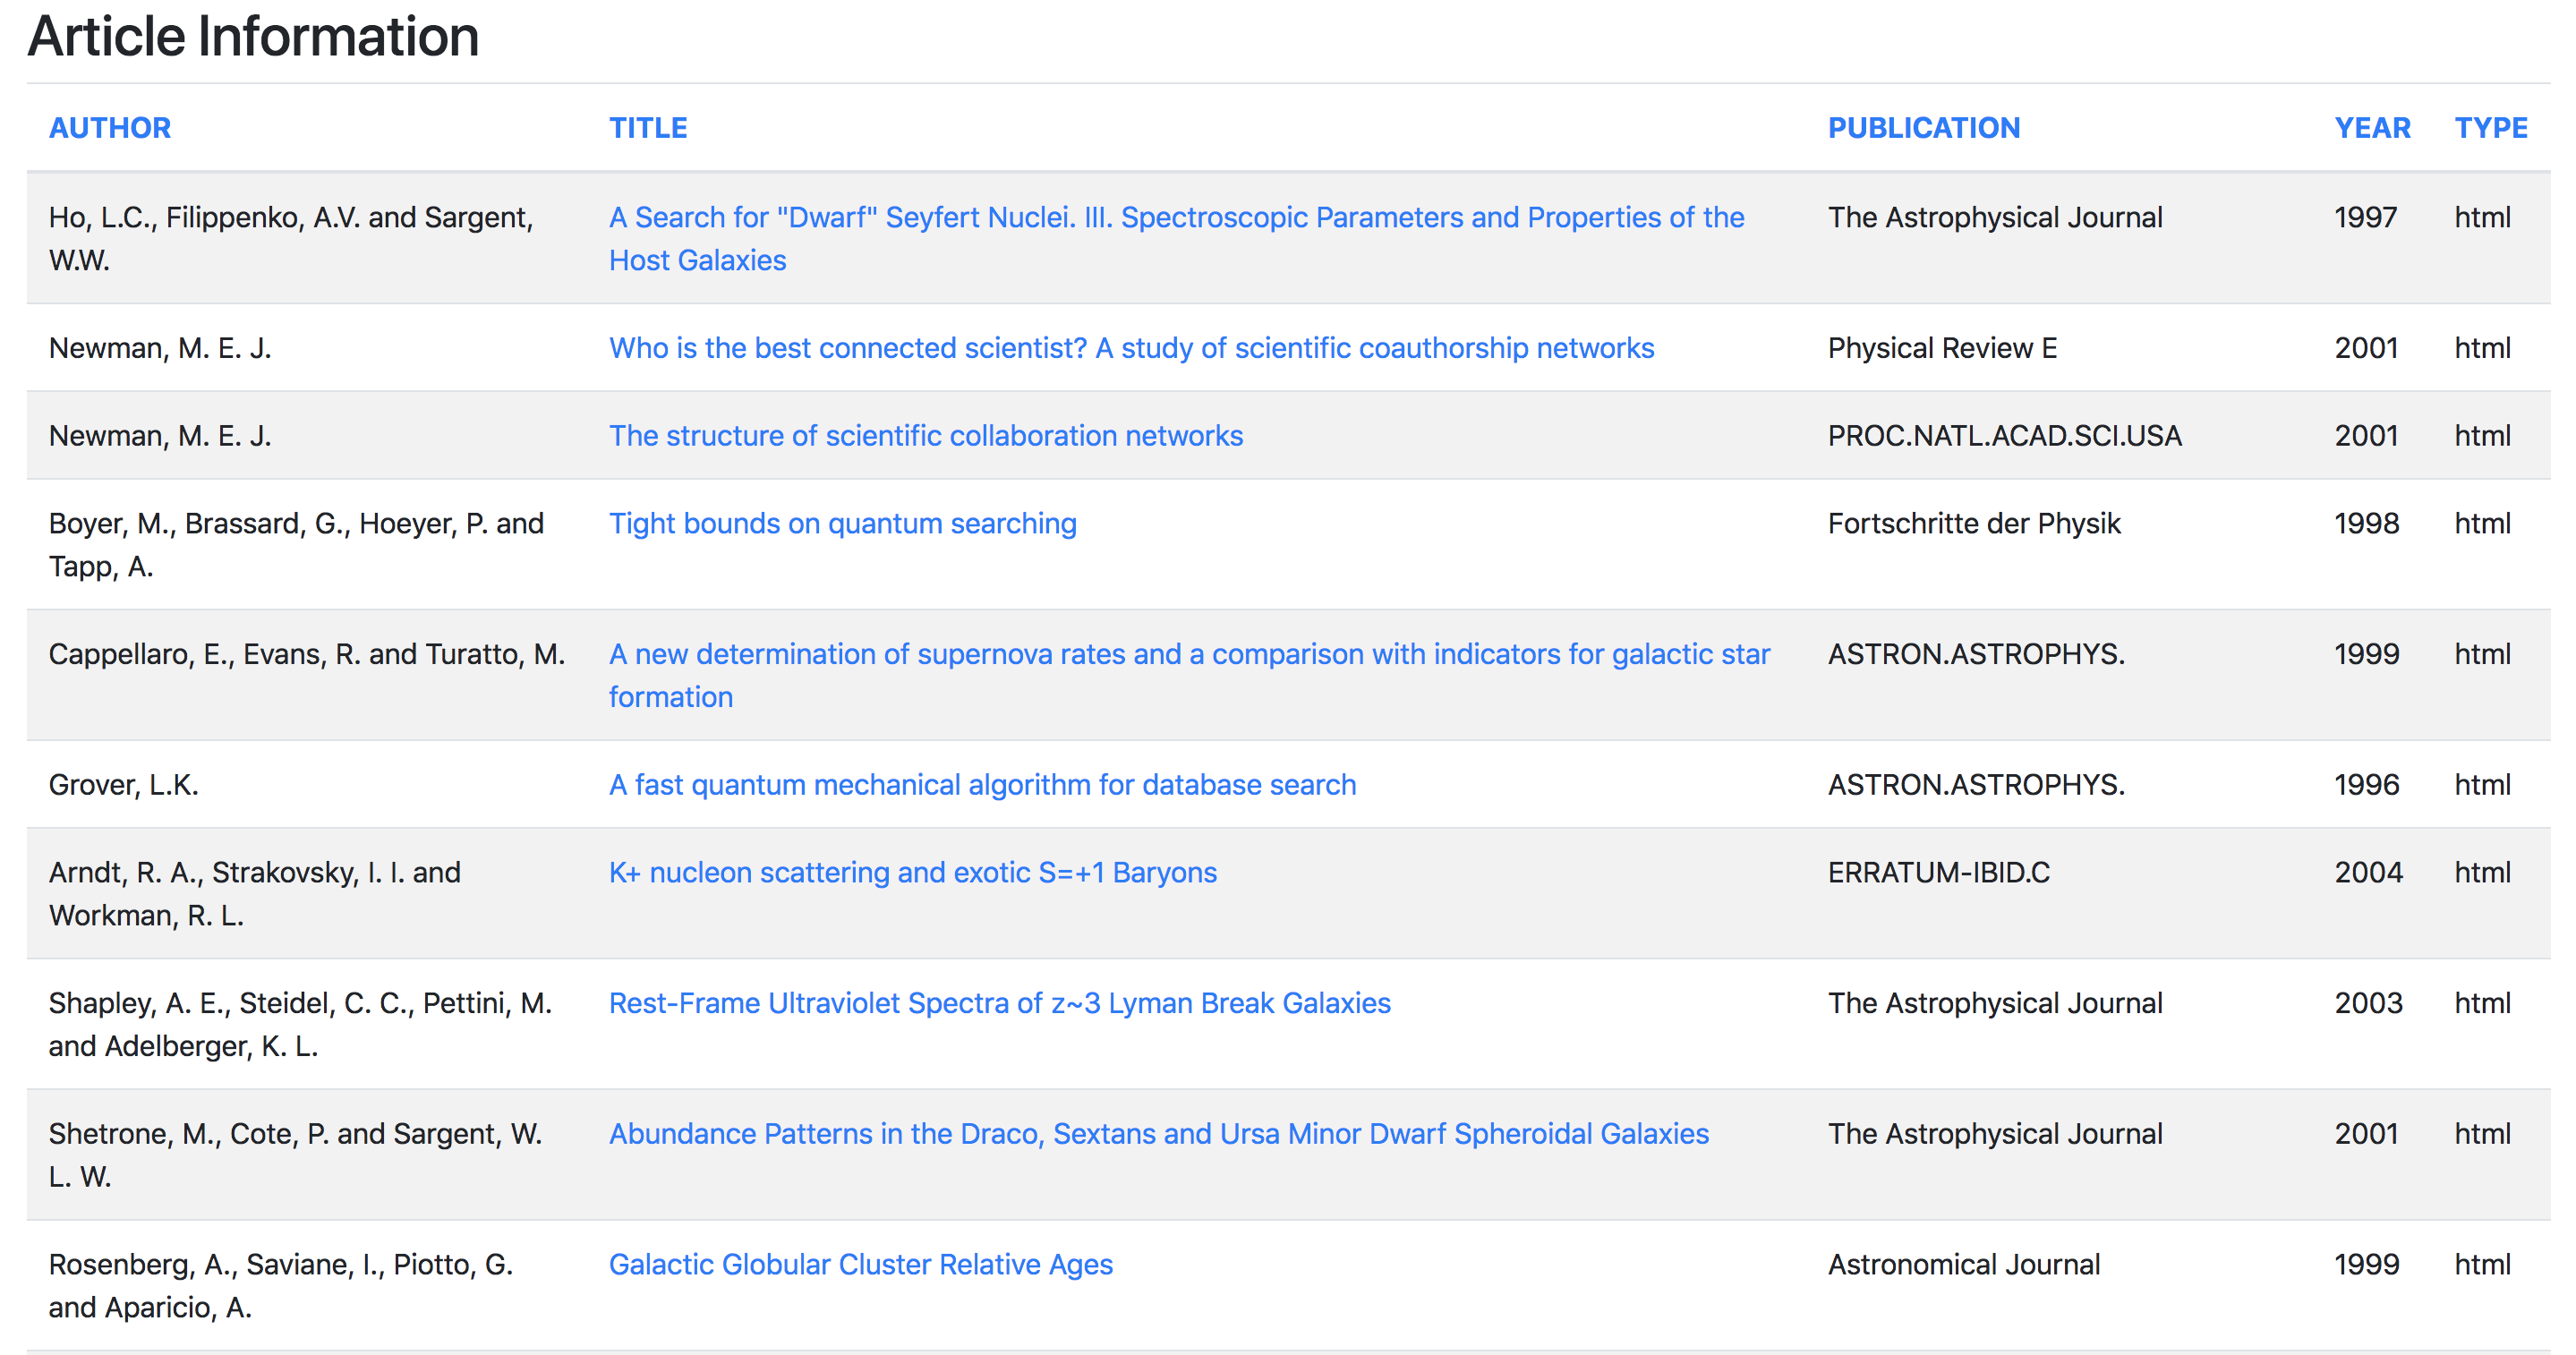 Article Information
AUTHOR TITLE PUBLICATION YEAR TYPE
Ho, L.C., Filippenko, A.V. and Sargent, A Search for "Dwarf" Seyfert Nuclei. III. Spectroscopic Parameters and Properties of the The Astrophysical Journal 1997 html
W.W. Host Galaxies
Newman, M. E. J. Who is the best connected scientist? A study of scientific coauthorship networks Physical Review E 2001 html
Newman, M. E. J. The structure of scientific collaboration networks PROC.NATL.ACAD.SCI.USA 2001 html
Boyer, M., Brassard, G., Hoeyer, P. and Tight bounds on quantum searching Fortschritte der Physik 1998 html
Tapp, A.
Cappellaro, E., Evans, R. and Turatto, M. A new determination of supernova rates and a comparison with indicators for galactic star ASTRON.ASTROPHYS. 1999 html
formation
Grover, L.K. A fast quantum mechanical algorithm for database search ASTRON.ASTROPHYS. 1996 html
Arndt, R. A., Strakovsky, I. I. and K+ nucleon scattering and exotic S=+1 Baryons ERRATUM-IBID.C 2004 html
Workman, R. L.
Shapley, A. E., Steidel, C. C., Pettini, M. Rest-Frame Ultraviolet Spectra of z~3 Lyman Break Galaxies The Astrophysical Journal 2003 html
and Adelberger, K. L.
Shetrone, M., Cote, P. and Sargent, W. Abundance Patterns in the Draco, Sextans and Ursa Minor Dwarf Spheroidal Galaxies The Astrophysical Journal 2001 html
L. W.
Rosenberg, A., Saviane, I., Piotto, G. Galactic Globular Cluster Relative Ages Astronomical Journal 1999 html
and Aparicio, A.